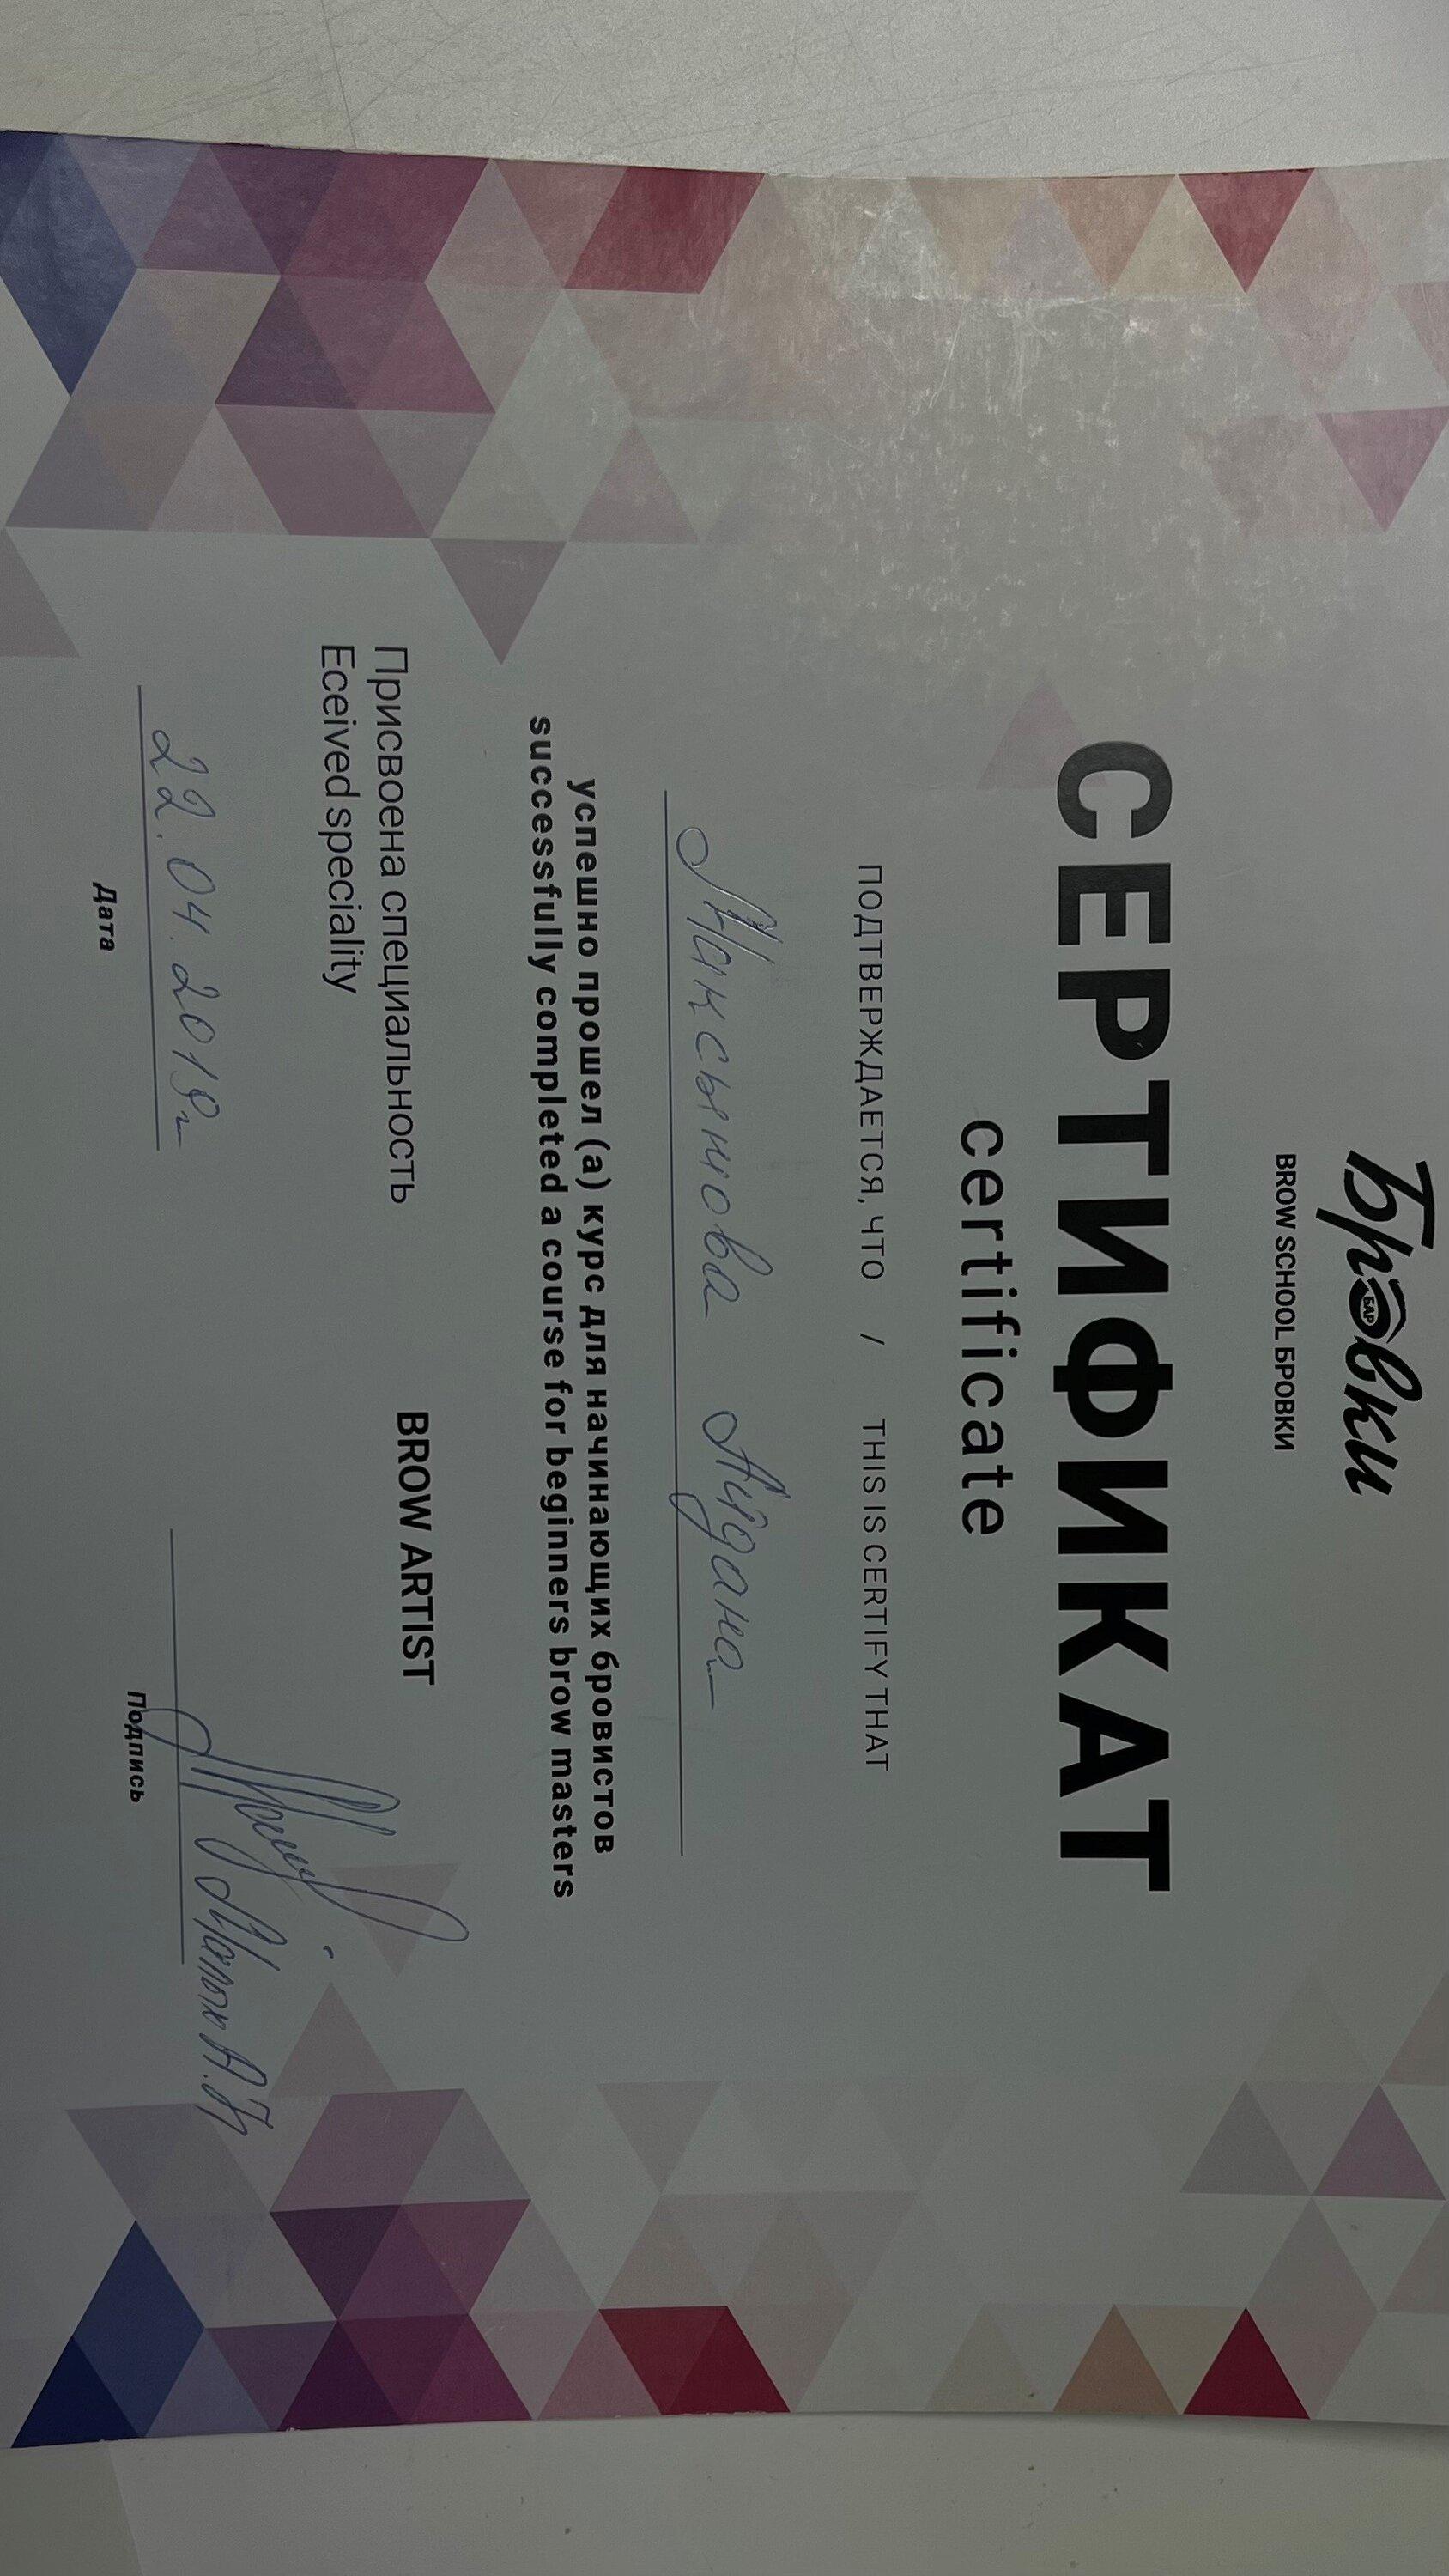 Бровки
БАР
BROW SCHOOL БРОВКИ
СЕРТИФИКАТ
certificate
ПОДТВЕРЖДАЕТСЯ, ЧТО / THIS IS CERTIFY THAT
Айдана
успешно прошел (а) курс для начинающих бровистов
successfully completed a course for beginners brow masters
Присвоена специальность BROW ARTIST
Eceived speciality
22.04.2019г
Дата
Подпись